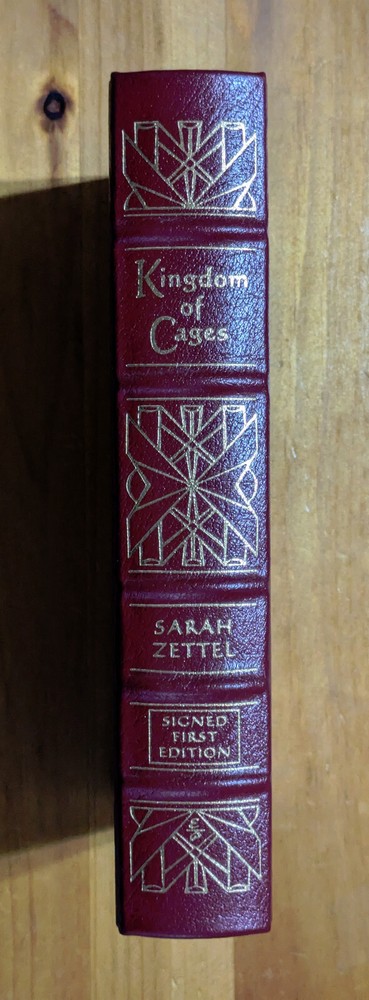 Kingdom
of
Cages
SARAH
ZETTEL
SIGNED
FIRST
EDITION